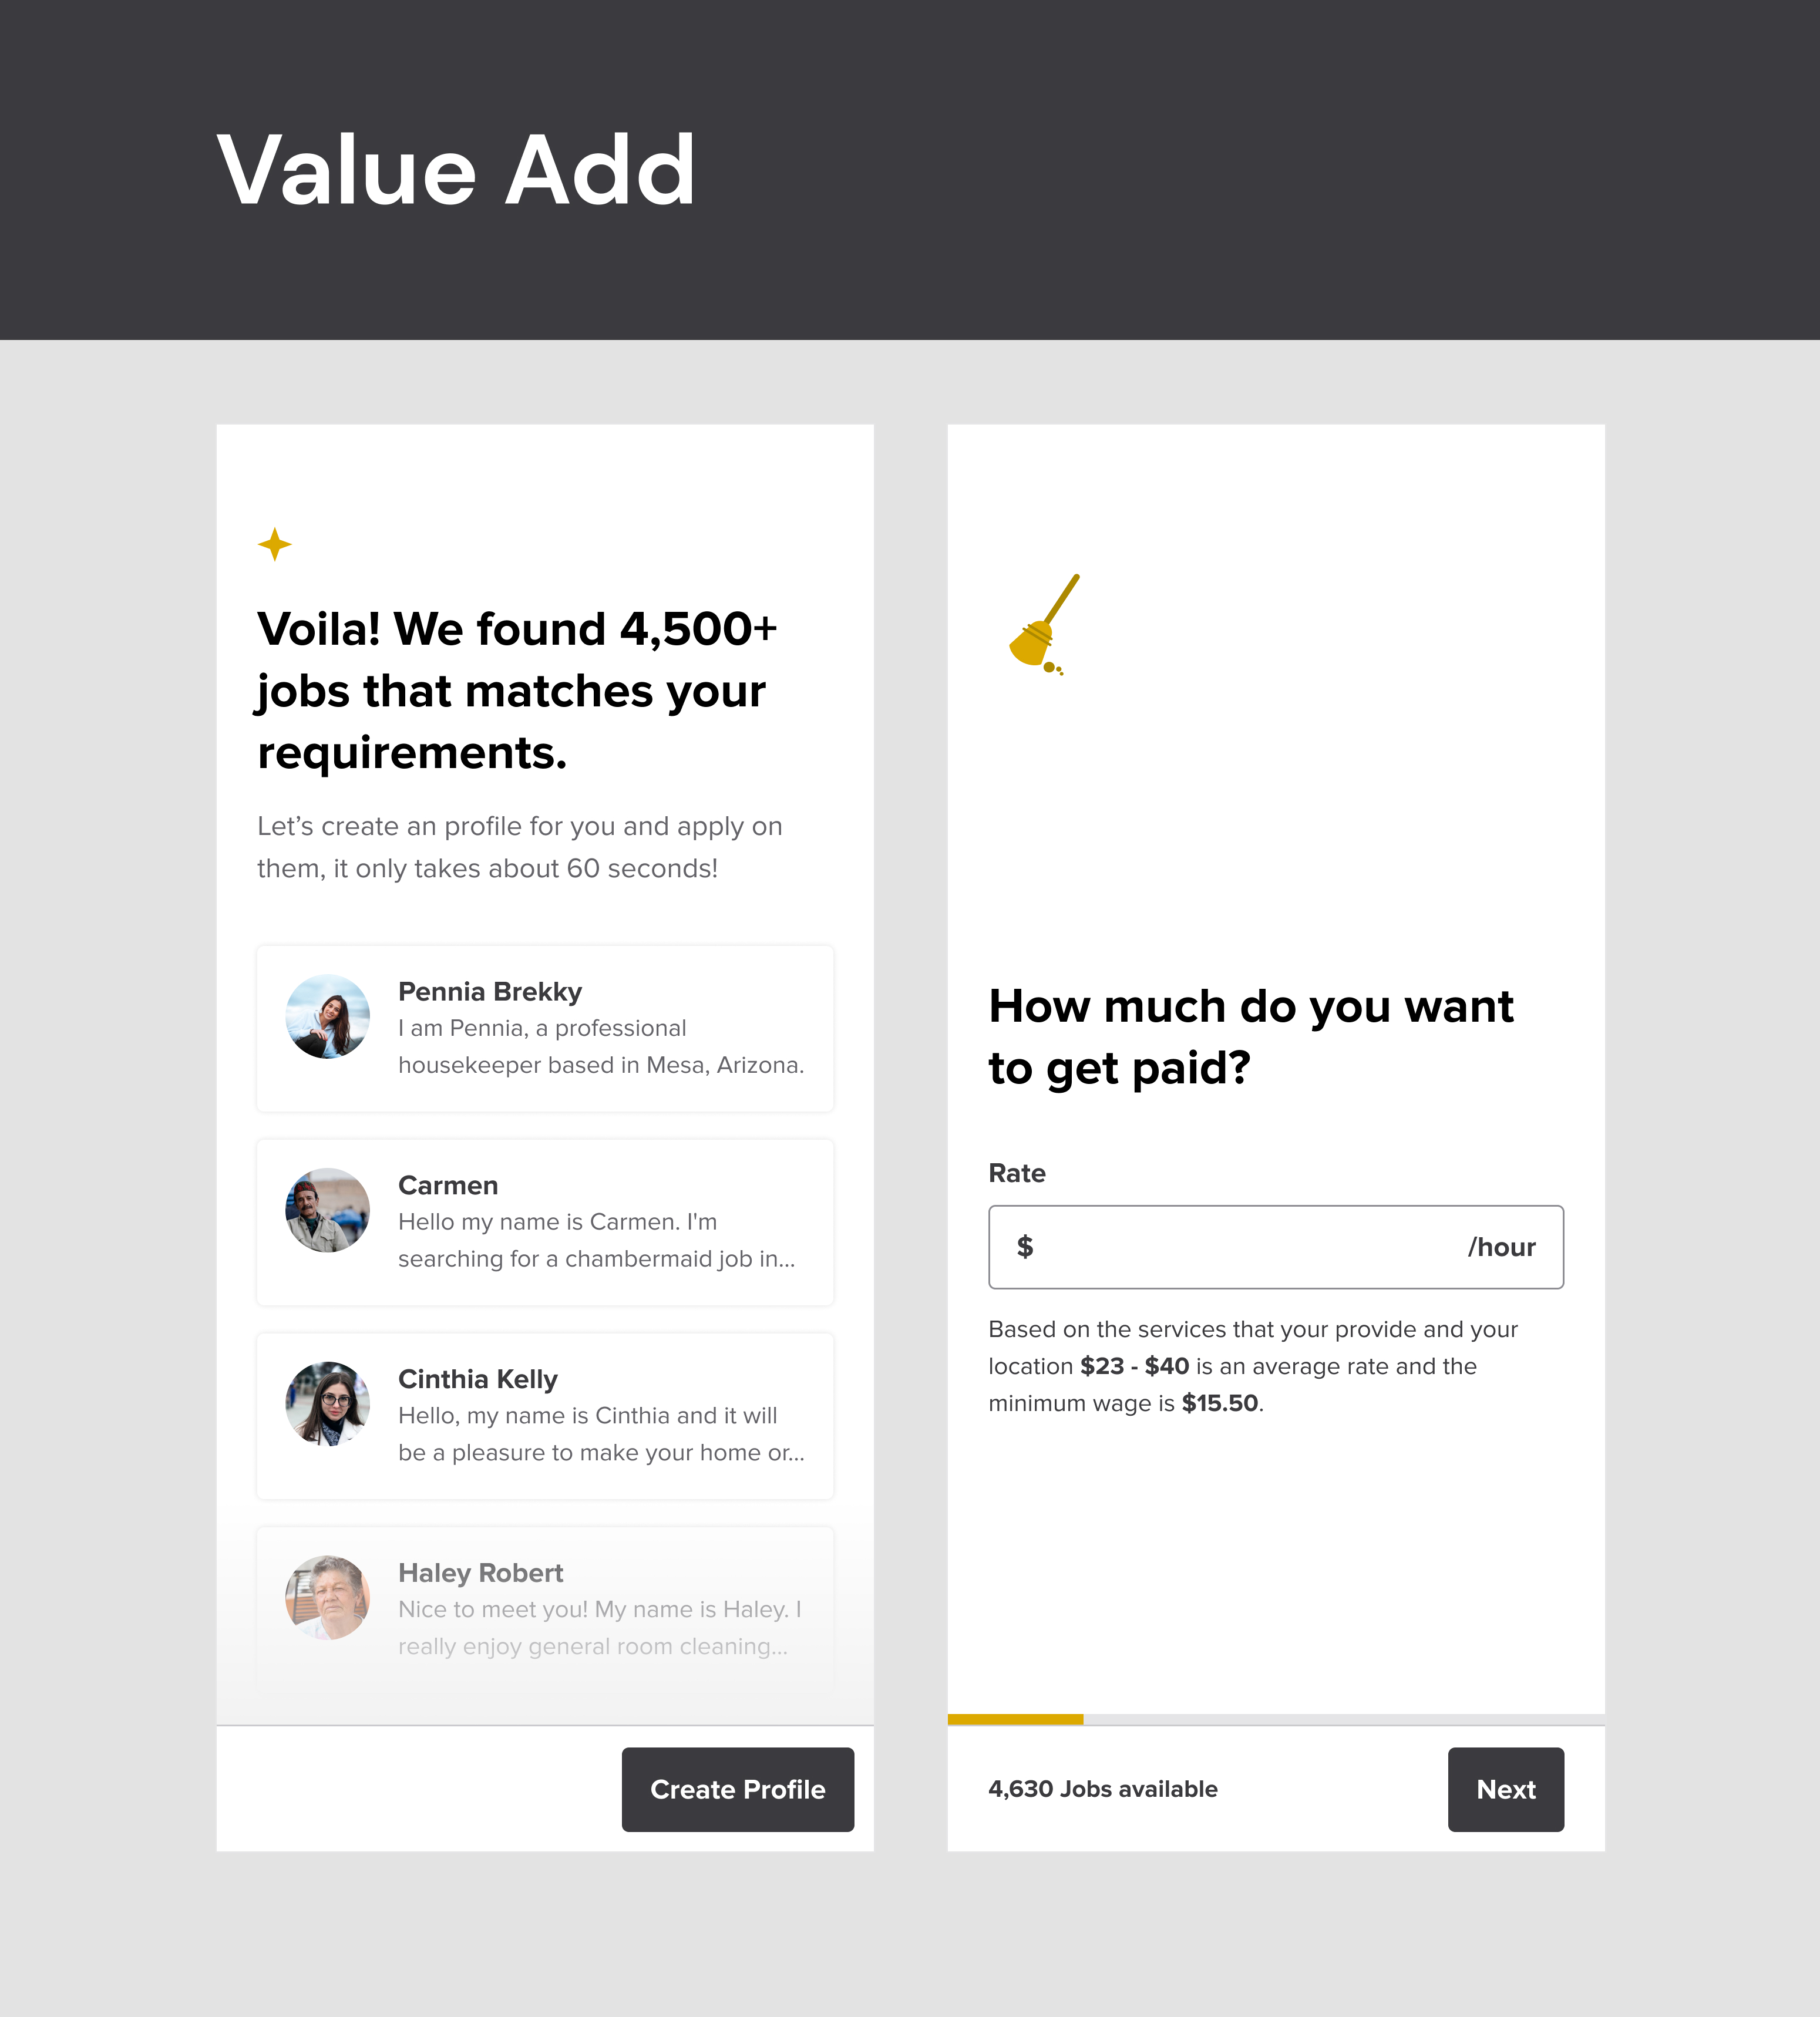 Value Add
Voila! We found 4,500+
jobs that matches your
requirements.
Let’s create an profile for you and apply on
them, it only takes about 60 seconds!
Pennia Brekky
I am Pennia, a professional
housekeeper based in Mesa, Arizona.
Carmen
Hello my name is Carmen. I'm
searching for a chambermaid job in...
Cinthia Kelly
Hello, my name is Cinthia and it will
be a pleasure to make your home or...
Haley Robert
Nice to meet you! My name is Haley. I
really enjoy general room cleaning...
Create Profile
How much do you want
to get paid?
Rate
$ /hour
Based on the services that your provide and your
location $23 - $40 is an average rate and the
minimum wage is $15.50.
4,630 Jobs available
Next